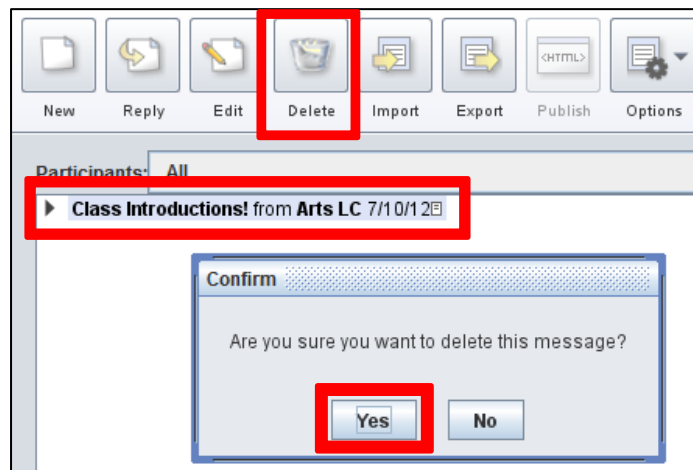 <HTML>
New Reply Edit Delete Import Export Publish Options
Participants: All
Class Introductions! from Arts LC 7/10/12
Confirm
Are you sure you want to delete this message?
Yes No